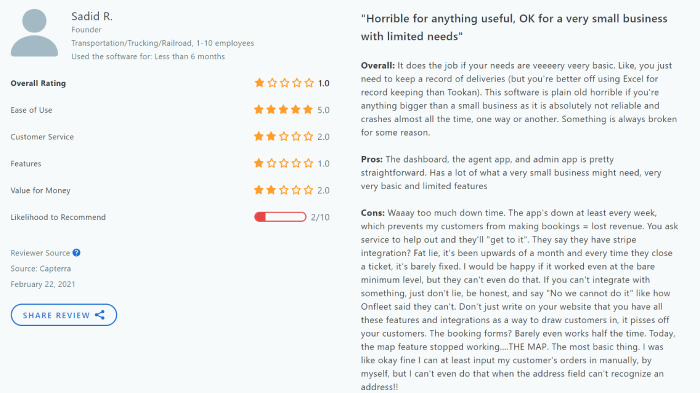 Sadid R.
Founder
Transportation/Trucking/Railroad, 1-10 employees
Used the software for: Less than 6 months
Overall Rating 1.0
Ease of Use 5.0
Customer Service 2.0
Features 1.0
Value for Money 2.0
Likelihood to Recommend 2/10
Reviewer Source ?
Source: Capterra
February 22, 2021
SHARE REVIEW
"Horrible for anything useful, OK for a very small business
with limited needs"
Overall: It does the job if your needs are veeeery veery basic. Like, you just
need to keep a record of deliveries (but you're better off using Excel for
record keeping than Tookan). This software is plain old horrible if you're
anything bigger than a small business as it is absolutely not reliable and
crashes almost all the time, one way or another. Something is always broken
for some reason.
Pros: The dashboard, the agent app, and admin app is pretty
straightforward. Has a lot of what a very small business might need, very
very basic and limited features
Cons: Waaay too much down time. The app's down at least every week,
which prevents my customers from making bookings = lost revenue. You ask
service to help out and they'll "get to it". They say they have stripe
integration? Fat lie, it's been upwards of a month and every time they close
a ticket, it's barely fixed. I would be happy if it worked even at the bare
minimum level, but they can't even do that. If you can't integrate with
something, just don't lie, be honest, and say "No we cannot do it" like how
Onfleet said they can't. Don't just write on your website that you have all
these features and integrations as a way to draw customers in, it pisses off
your customers. The booking forms? Barely even works half the time. Today,
the map feature stopped working....THE MAP. The most basic thing. I was
like okay fine I can at least input my customer's orders in manually, by
myself, but I can't even do that when the address field can't recognize an
address!!